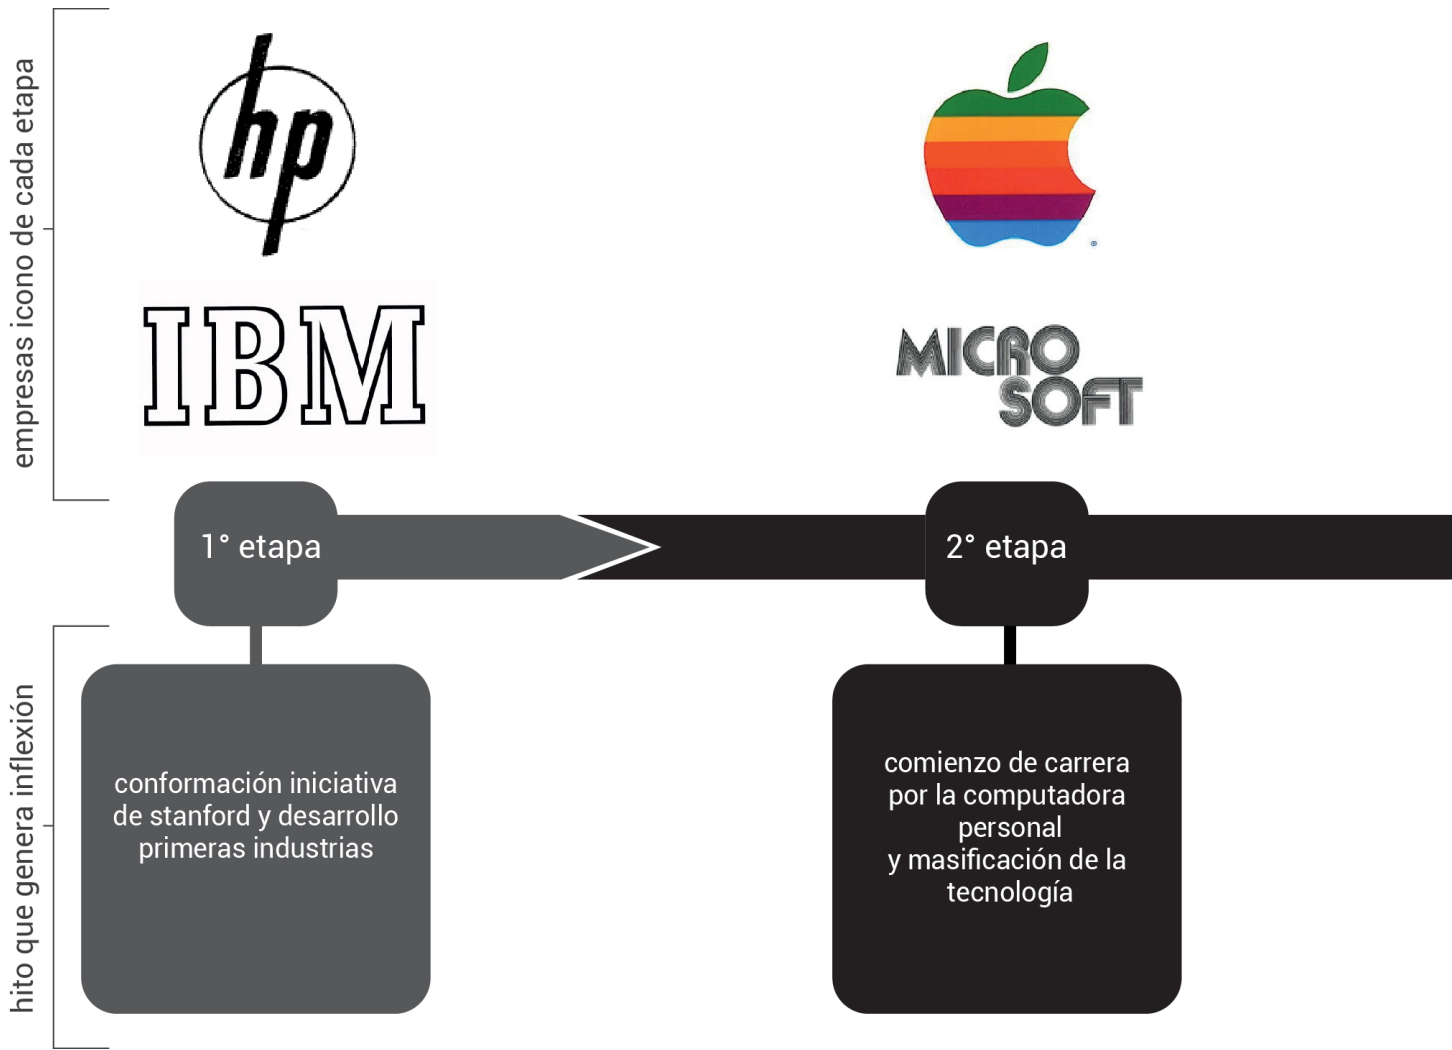 empresas icono de cada etapa
hp
IBM
MICRO
SOFT
1° etapa
2° etapa
hito que genera inflexión
conformación iniciativa
de stanford y desarrollo
primeras industrias
comienzo de carrera
por la computadora
personal
y masificación de la
tecnología